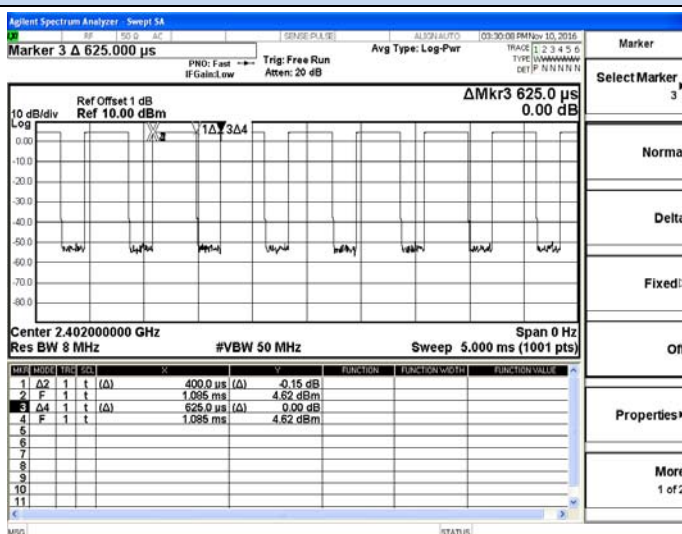 Agilent Spectrum Analyzer - Swept SA
RF 50 Ω AC SENSE:PULSE ALIGN AUTO 03:30:08 PM Nov 10, 2016
Marker 3 Δ 625.000 µs
PNO: Fast
IFGain:Low
Trig: Free Run
Atten: 20 dB
Avg Type: Log-Pwr
TRACE 1 2 3 4 5 6
TYPE WWWWWW
DET P N N N N N
Marker
Select Marker
3
Norma
Delta
Fixed
Of
Properties
More
1 of 2
ΔMkr3 625.0 µs
0.00 dB
Ref Offset 1 dB
10 dB/div Ref 10.00 dBm
Log
1Δ2 3Δ4
0.00
-10.0
-20.0
-30.0
-40.0
-50.0
-60.0
-70.0
-80.0
Center 2.402000000 GHz Span 0 Hz
Res BW 8 MHz #VBW 50 MHz Sweep 5.000 ms (1001 pts)
MKR MODE TRC SCL X Y FUNCTION FUNCTION WIDTH FUNCTION VALUE
1 Δ2 1 t (Δ) 400.0 µs (Δ) -0.15 dB
2 F 1 t 1.085 ms 4.62 dBm
3 Δ4 1 t (Δ) 625.0 µs (Δ) 0.00 dB
4 F 1 t 1.085 ms 4.62 dBm
5
6
7
8
9
10
11
MSG STATUS